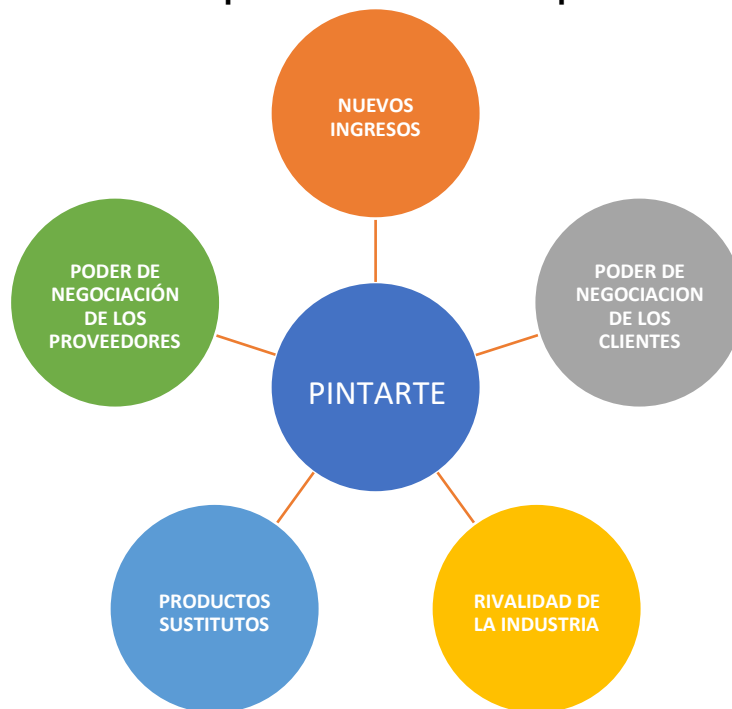 NUEVOS
INGRESOS
PODER DE
NEGOCIACIÓN
DE LOS
PROVEEDORES
PODER DE
NEGOCIACION
DE LOS
CLIENTES
PINTARTE
PRODUCTOS
SUSTITUTOS
RIVALIDAD DE
LA INDUSTRIA